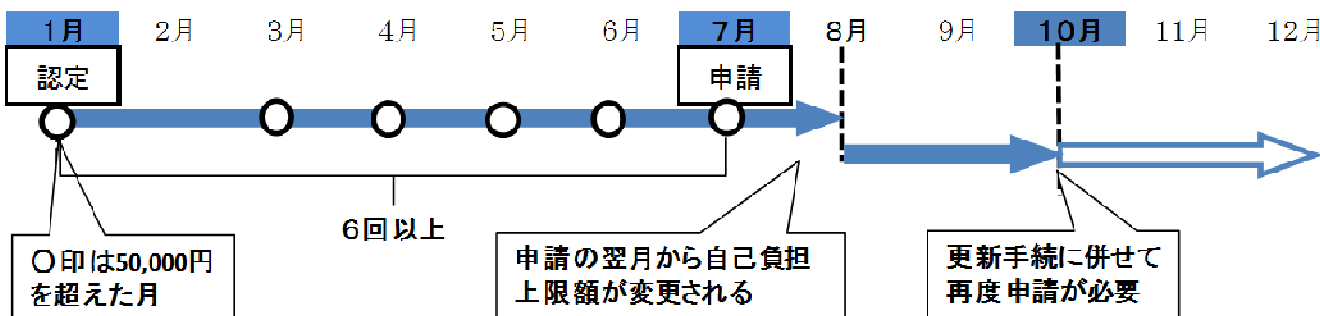 1月 2月 3月 4月 5月 6月 7月 8月 9月 10月 11月 12月
認定 申請
6回以上
〇印は50,000円
を超えた月
申請の翌月から自己負担
上限額が変更される
更新手続に併せて
再度申請が必要